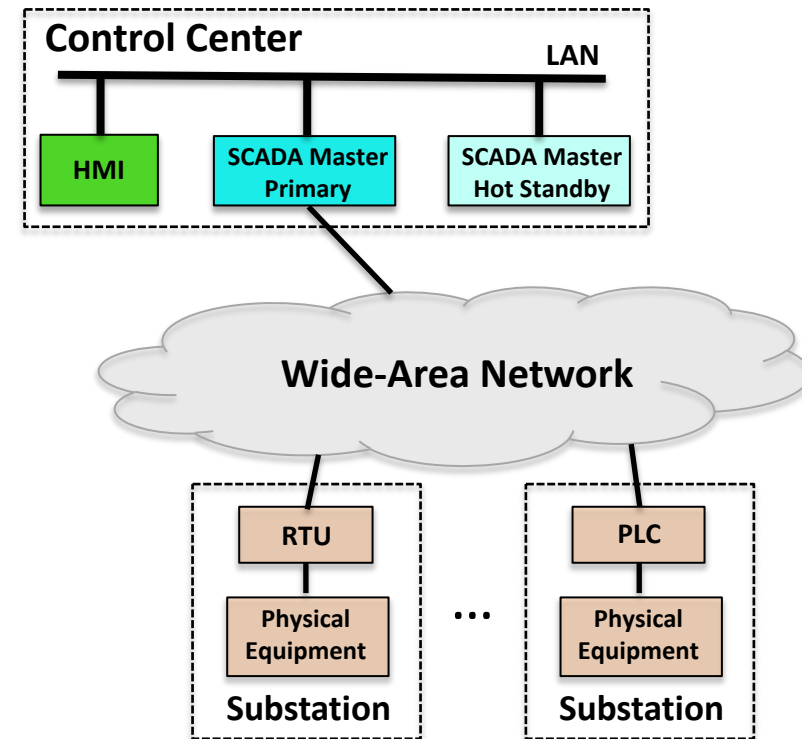 Control Center
LAN
HMI
SCADA Master
Primary
SCADA Master
Hot Standby
Wide-Area Network
RTU
Physical
Equipment
Substation
...
PLC
Physical
Equipment
Substation